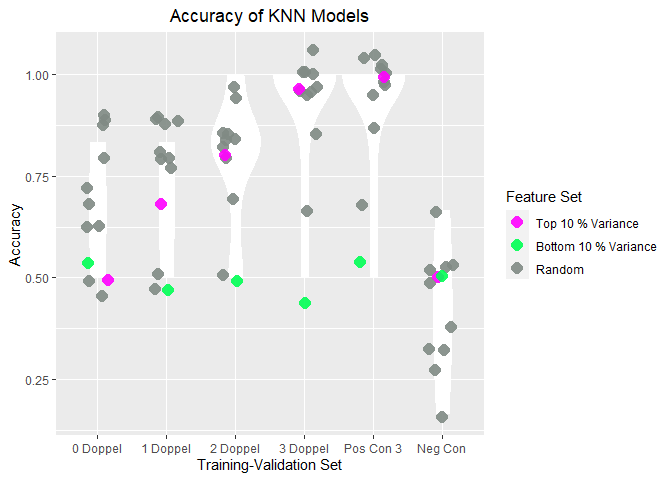 Accuracy of KNN Models
1.00
0.75
0.50
0.25
Accuracy
0 Doppel 1 Doppel 2 Doppel 3 Doppel Pos Con 3 Neg Con
Training-Validation Set
Feature Set
Top 10 % Variance
Bottom 10 % Variance
Random